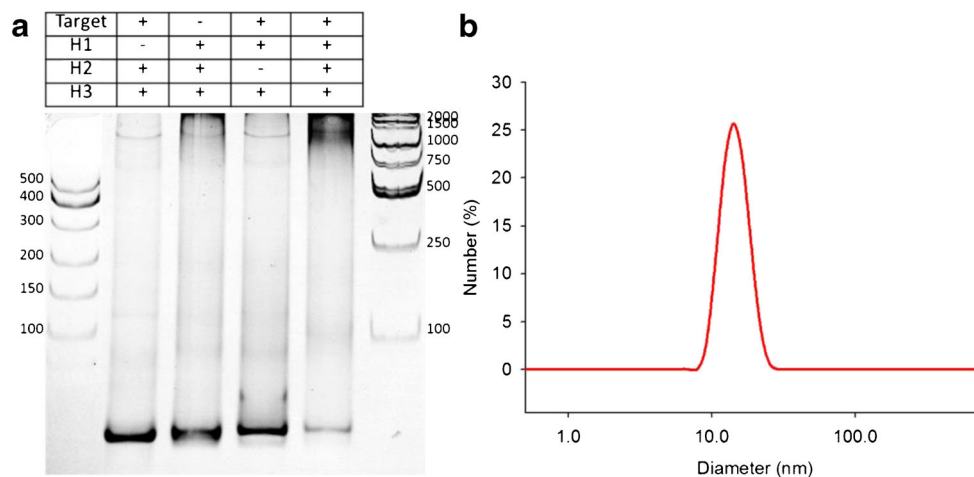 a
Target + - + +
H1 - + + +
H2 + + - +
H3 + + + +
500
400
300
200
150
100
2000
1500
1000
750
500
250
100
b
Number (%)
30
25
20
15
10
5
0
1.0 10.0 100.0
Diameter (nm)